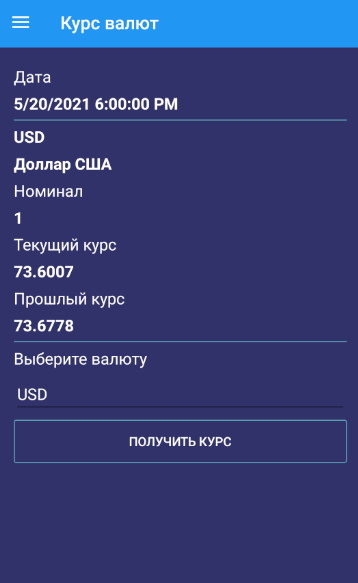 Курс валют
Дата
5/20/2021 6:00:00 PM
USD
Доллар США
Номинал
1
Текущий курс
73.6007
Прошлый курс
73.6778
Выберите валюту
USD
ПОЛУЧИТЬ КУРС